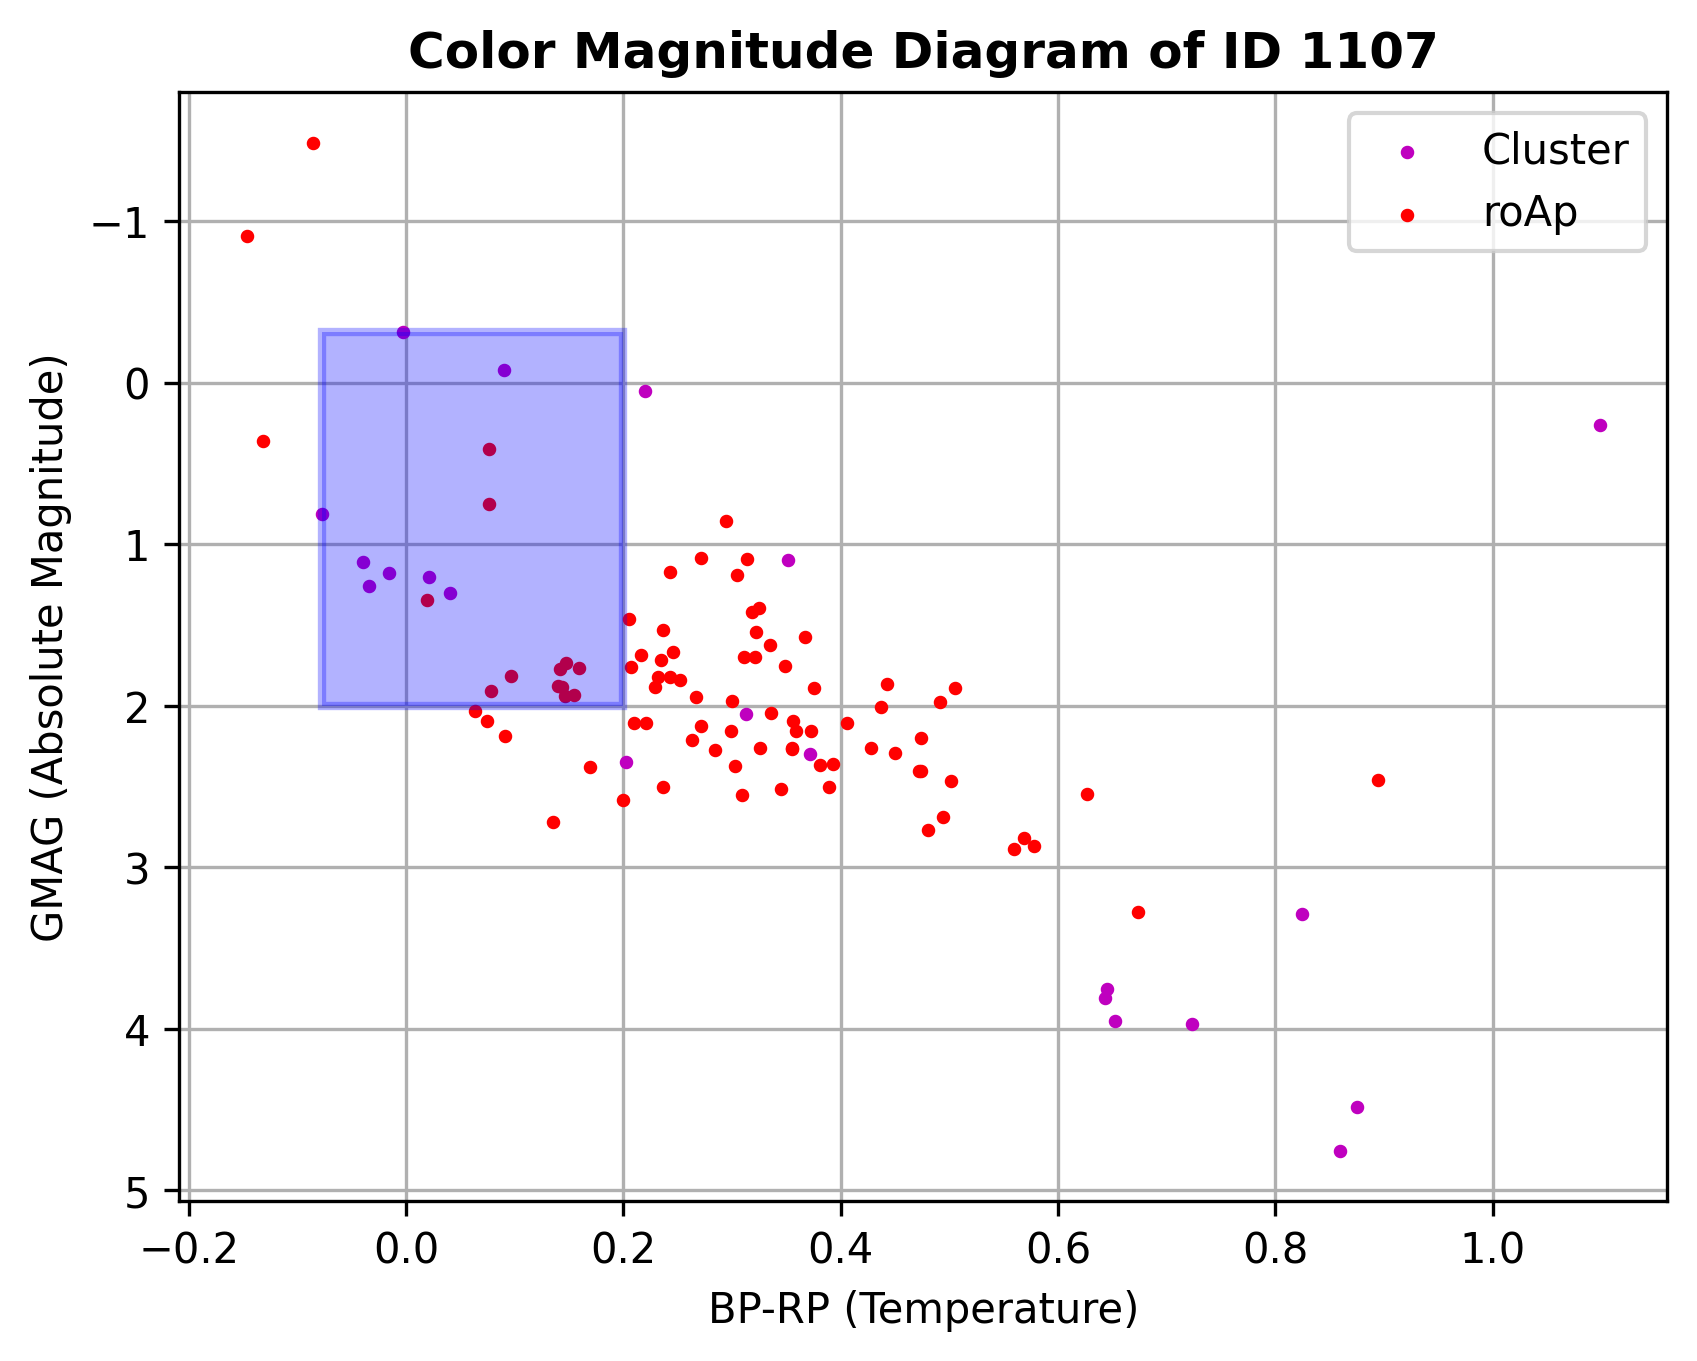 Color Magnitude Diagram of ID 1107
Cluster
roAp
−1
0
1
2
3
4
5
GMAG (Absolute Magnitude)
−0.2
0.0
0.2
0.4
0.6
0.8
1.0
BP-RP (Temperature)